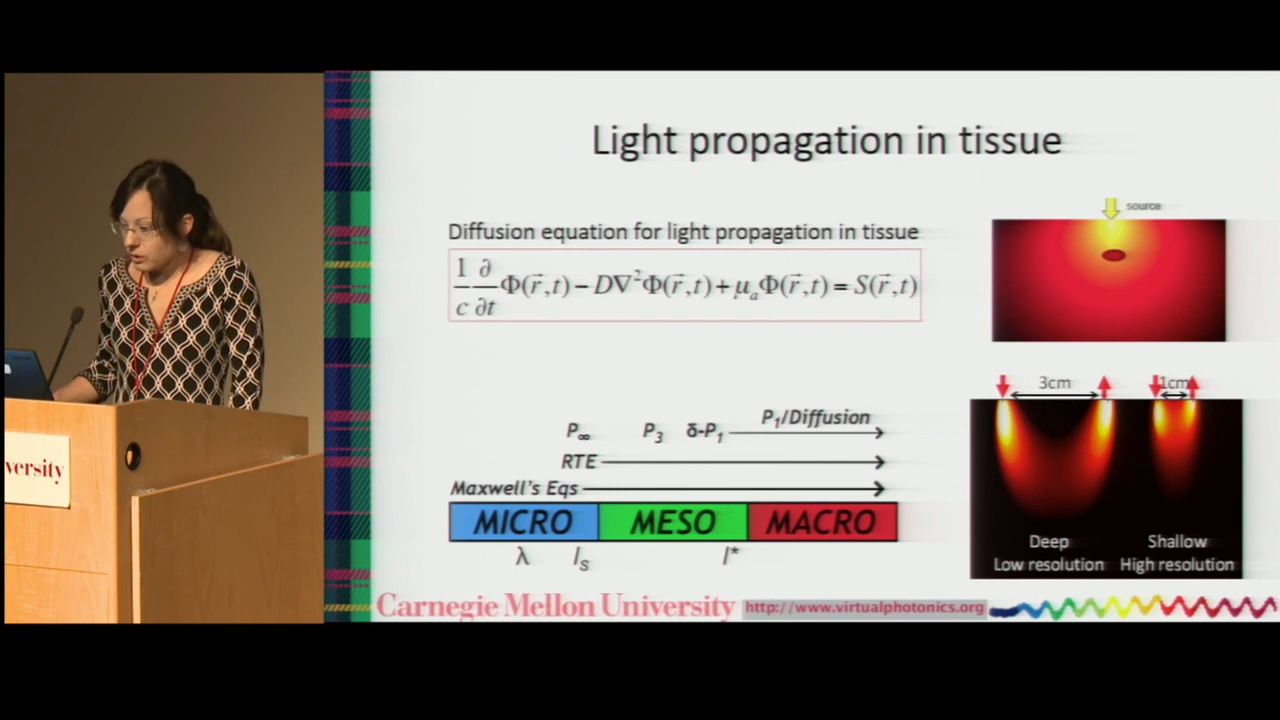 Light propagation in tissue
Diffusion equation for light propagation in tissue
1/c ∂/∂t Φ(r⃗,t) − D∇²Φ(r⃗,t) + μₐΦ(r⃗,t) = S(r⃗,t)
source
3cm 1cm
P₁/Diffusion
P∞ P₃ δ-P₁
RTE
Maxwell's Eqs
MICRO MESO MACRO
λ lₛ l*
Deep
Low resolution
Shallow
High resolution
versity
Carnegie Mellon University http://www.virtualphotonics.org